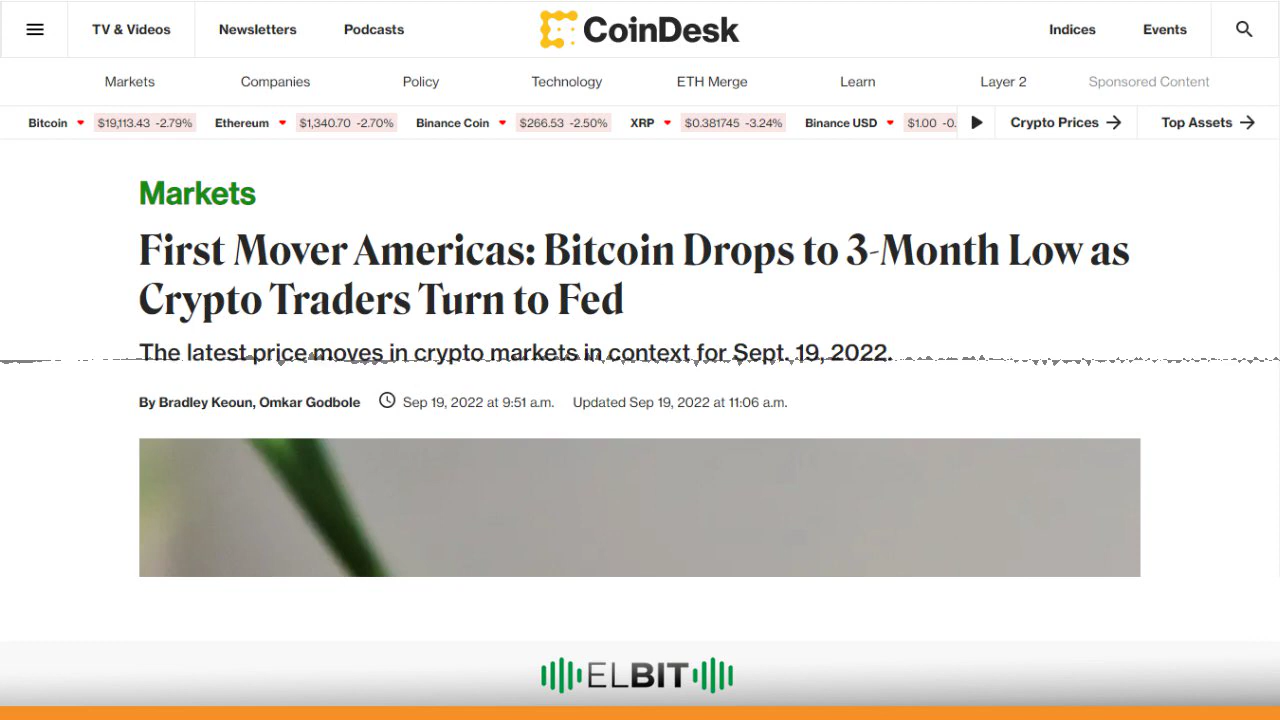 TV & Videos Newsletters Podcasts CoinDesk Indices Events
Markets Companies Policy Technology ETH Merge Learn Layer 2 Sponsored Content
Bitcoin $19,113.43 -2.79% Ethereum $1,340.70 -2.70% Binance Coin $266.53 -2.50% XRP $0.381745 -3.24% Binance USD $1.00 -0. Crypto Prices Top Assets
Markets
First Mover Americas: Bitcoin Drops to 3-Month Low as
Crypto Traders Turn to Fed
The latest price moves in crypto markets in context for Sept. 19, 2022.
By Bradley Keoun, Omkar Godbole Sep 19, 2022 at 9:51 a.m. Updated Sep 19, 2022 at 11:06 a.m.
ELBIT